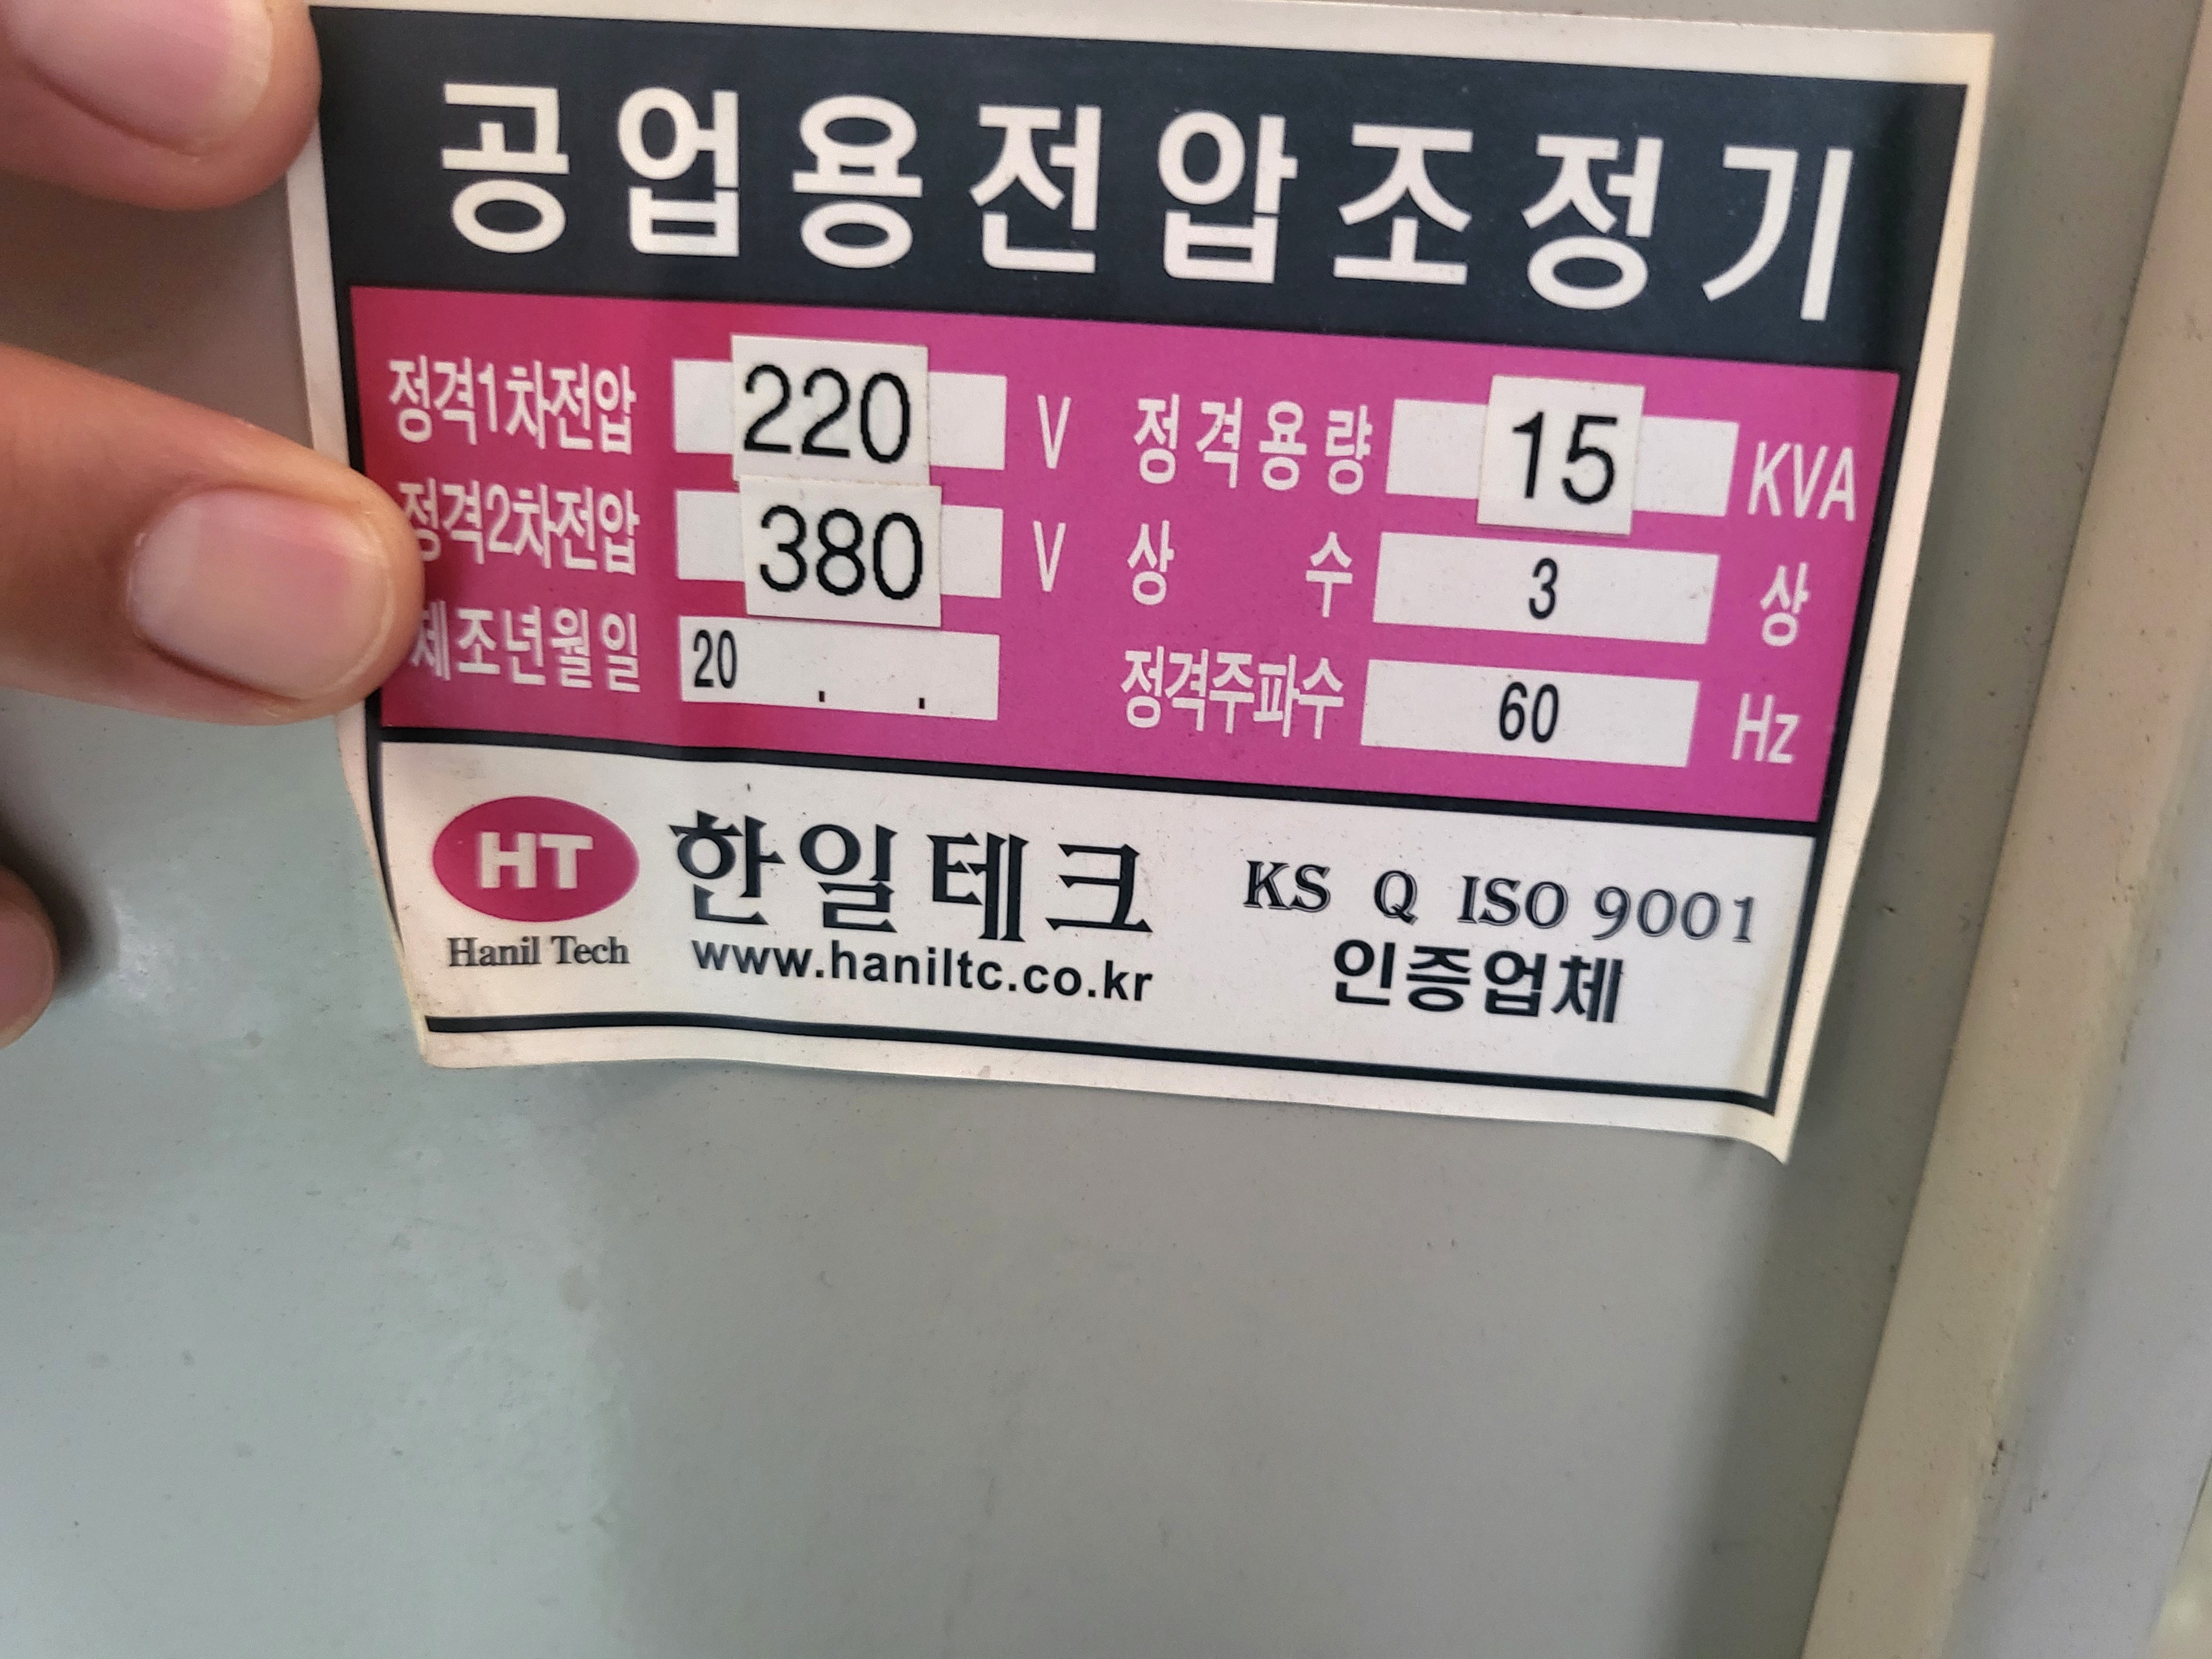 공업용전압조정기
정격1차전압 220 V 정격용량 15 KVA
정격2차전압 380 V 상 수 3 상
제조년월일 20 . . 정격주파수 60 Hz
HT 한일테크 KS Q ISO 9001
Hanil Tech www.haniltc.co.kr 인증업체